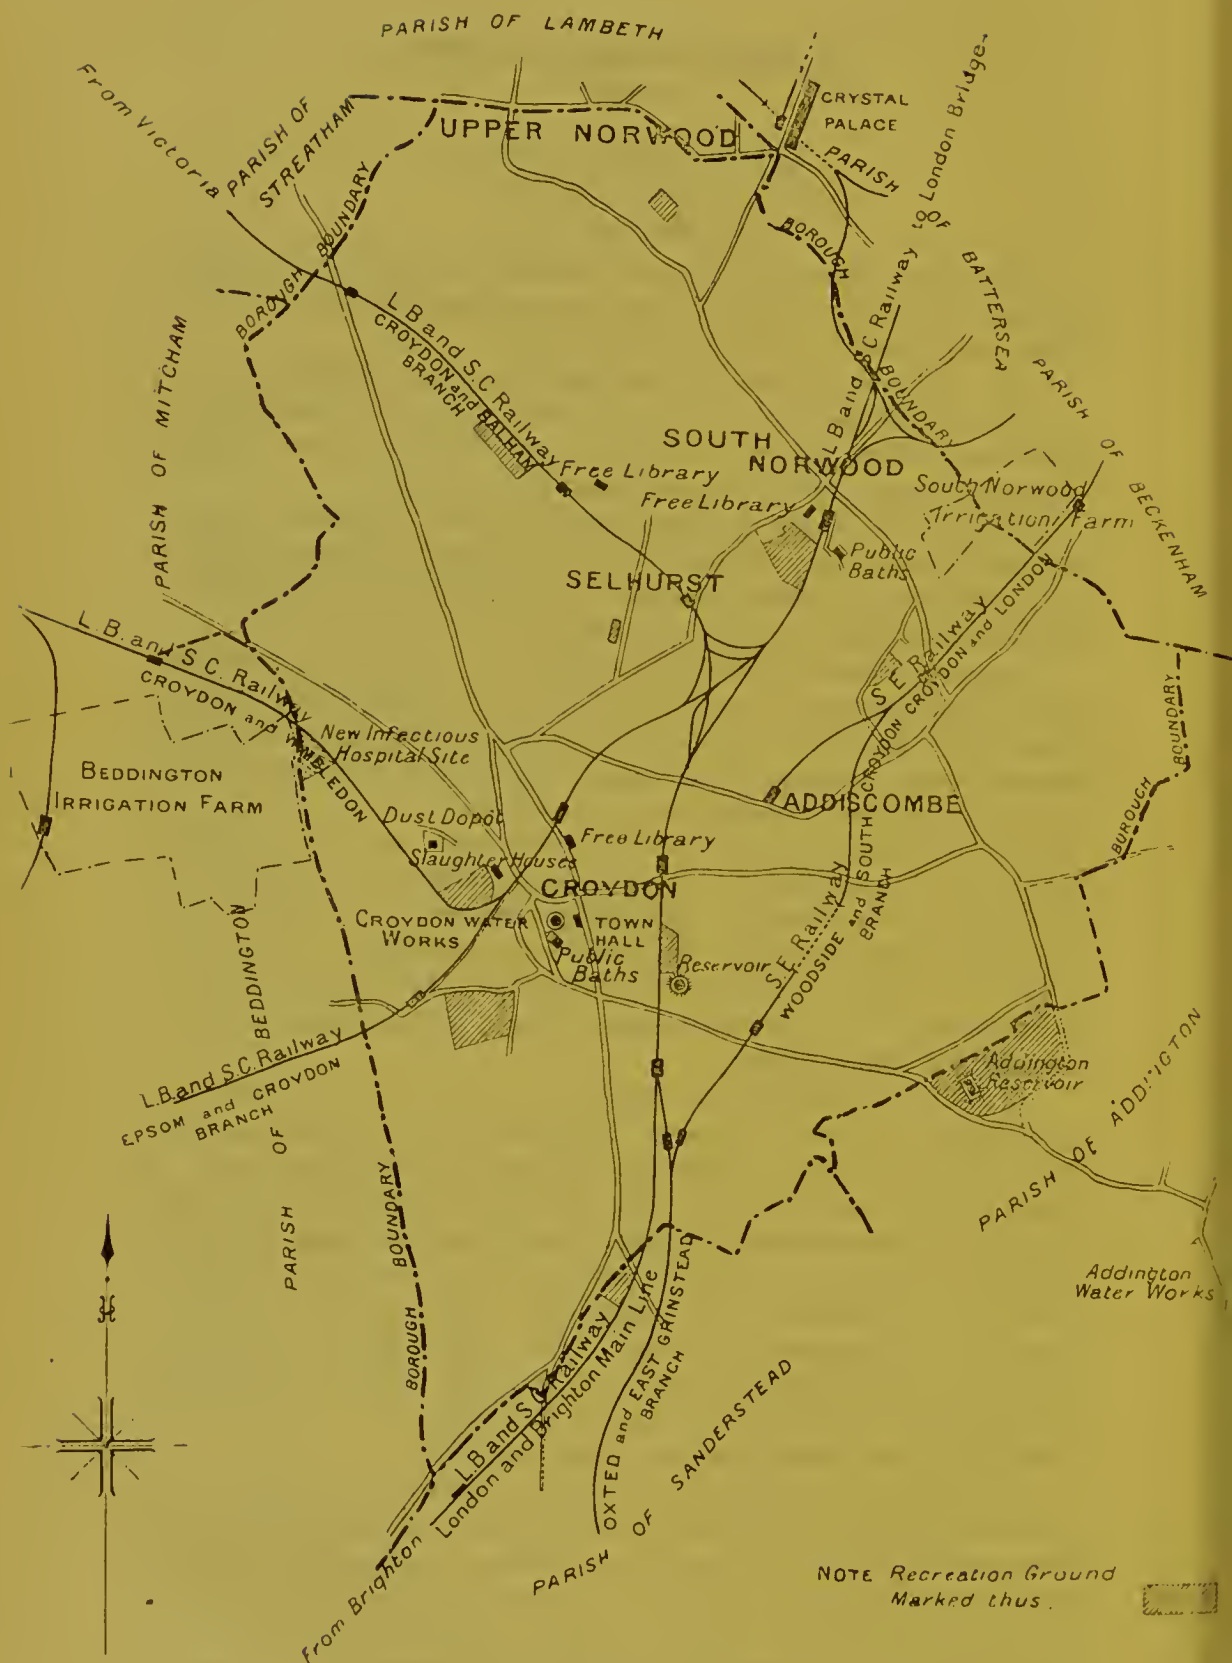 PARISH OF LAMBETH
From Victoria
PARISH OF
STREATHAM
UPPER NORWOOD
CRYSTAL
PALACE
L B and S.C Railway to London Bridge
PARISH OF BATTERSEA
BOROUGH BOUNDARY
BOROUGH BOUNDARY
PARISH OF MITCHAM
L B and S.C Railway
CROYDON and BALHAM
BRANCH
PARISH OF BECKENHAM
SOUTH
NORWOOD
Free Library
Free Library
South Norwood
Irrigation Farm
Public
Baths
SELHURST
L.B. and S C. Railway
CROYDON and WIMBLEDON
S E Railway
CROYDON and LONDON
New Infectious
Hospital Site
BEDDINGTON
IRRIGATION FARM
BOROUGH BOUNDARY
ADDISCOMBE
Dust Dopôt
Slaughter Houses
Free Library
CROYDON
CROYDON WATER
WORKS
TOWN
HALL
Public
Baths
Reservoir
S.E. Railway
WOODSIDE and SOUTH CROYDON
BRANCH
L.B and S.C. Railway
EPSOM and CROYDON
BRANCH
PARISH OF BEDDINGTON
Addington
Reservoir
PARISH OF ADDINGTON
BOROUGH BOUNDARY
Addington
Water Works
L.B and S C Railway
London and Brighton Main Line
OXTED and EAST GRINSTEAD
BRANCH
PARISH OF SANDERSTEAD
From Brighton
NOTE Recreation Ground
Marked thus.